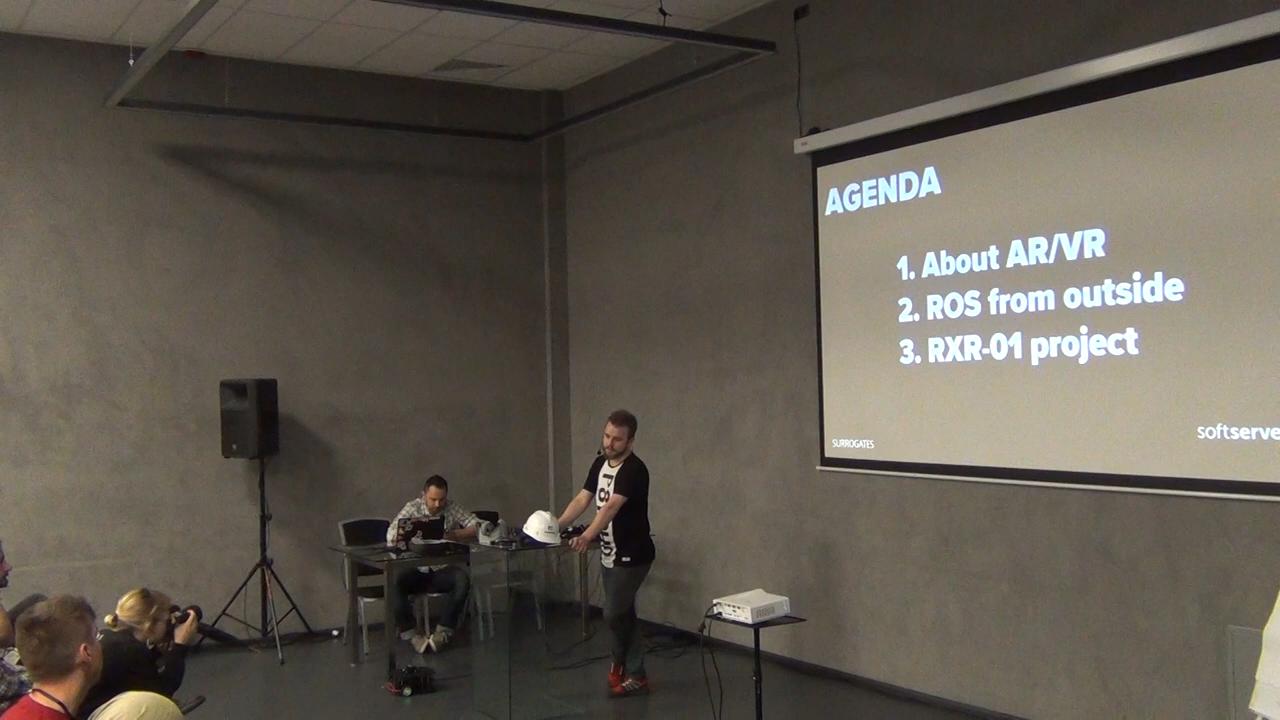 AGENDA
1. About AR/VR
2. ROS from outside
3. RXR-01 project
SURROGATES
softserve